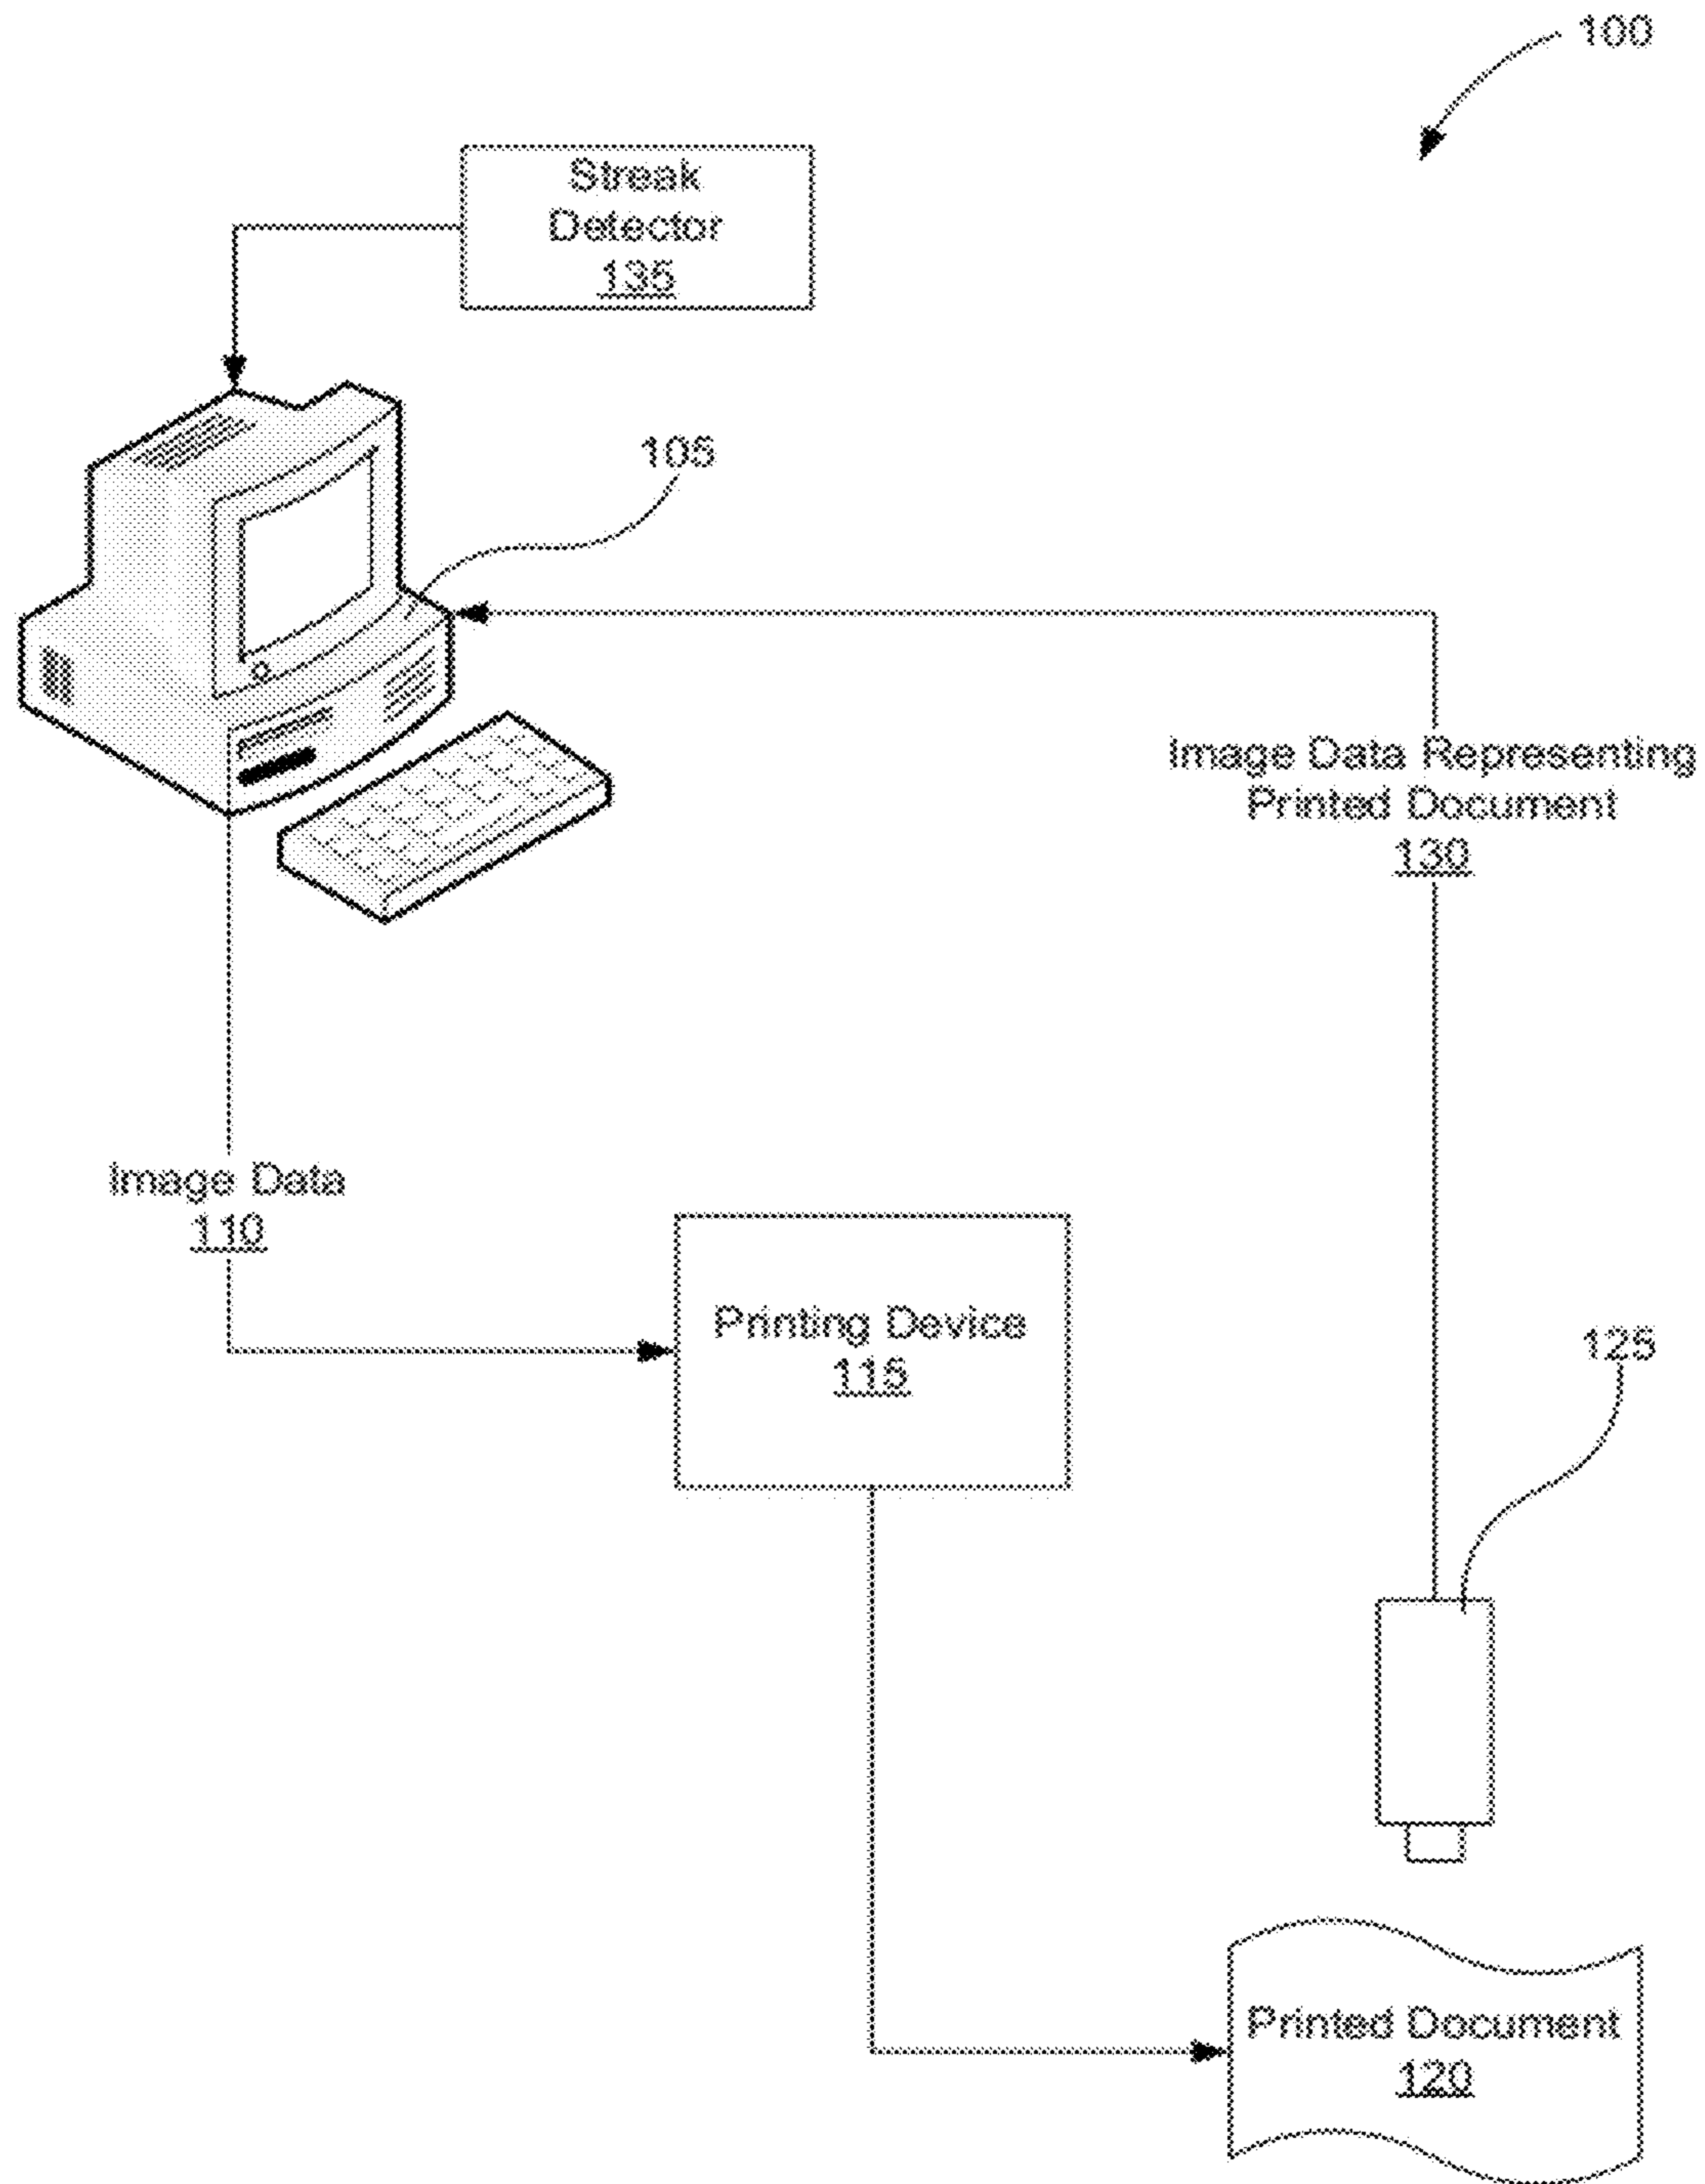 100
Streak
Detector
135
105
Image Data Representing
Printed Document
130
Image Data
110
Printing Device
115
125
Printed Document
120